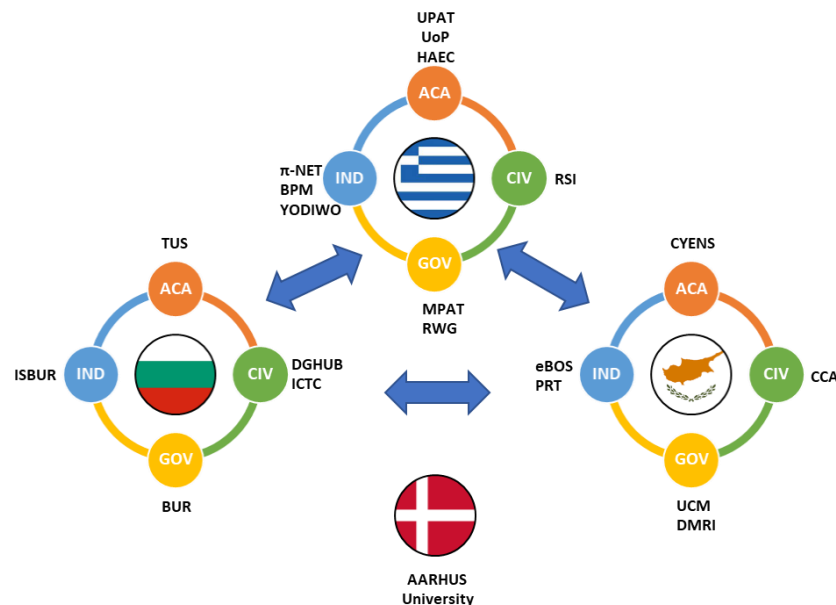 UPAT
UoP
HAEC
ACA
π-NET
BPM
YODIWO
IND
CIV
RSI
GOV
MPAT
RWG
TUS
ACA
ISBUR
IND
CIV
DGHUB
ICTC
GOV
BUR
CYENS
ACA
eBOS
PRT
IND
CIV
CCA
GOV
UCM
DMRI
AARHUS
University